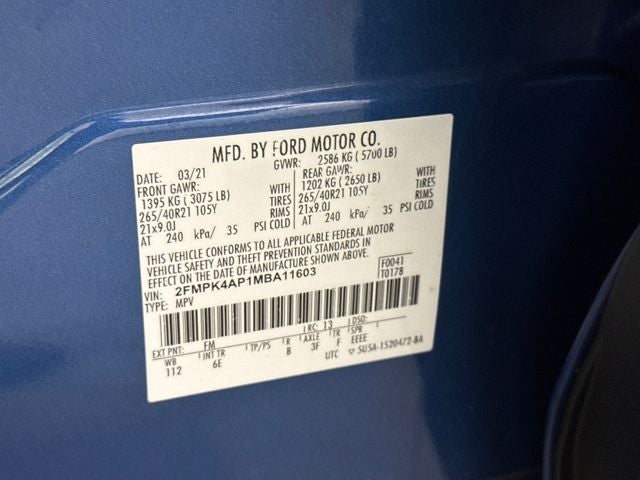 MFD. BY FORD MOTOR CO.
DATE: 03/21 GVWR: 2586 KG ( 5700 LB)
FRONT GAWR: REAR GAWR:
1395 KG ( 3075 LB) WITH 1202 KG ( 2650 LB) WITH
265/40R21 105Y TIRES 265/40R21 105Y TIRES
21x9.0J RIMS 21x9.0J RIMS
AT 240 kPa/ 35 PSI COLD AT 240 kPa/ 35 PSI COLD
THIS VEHICLE CONFORMS TO ALL APPLICABLE FEDERAL MOTOR
VEHICLE SAFETY AND THEFT PREVENTION STANDARDS IN
EFFECT ON THE DATE OF MANUFACTURE SHOWN ABOVE.
VIN: 2FMPK4AP1MBA11603 F0041
TYPE: MPV T0178
EXT PNT: FM RC: 13 DSO:
WB INT TR TP/PS R AXLE TR SPR
112 6E B 3F F EEEE
UTC 5U5A-1520472-BA